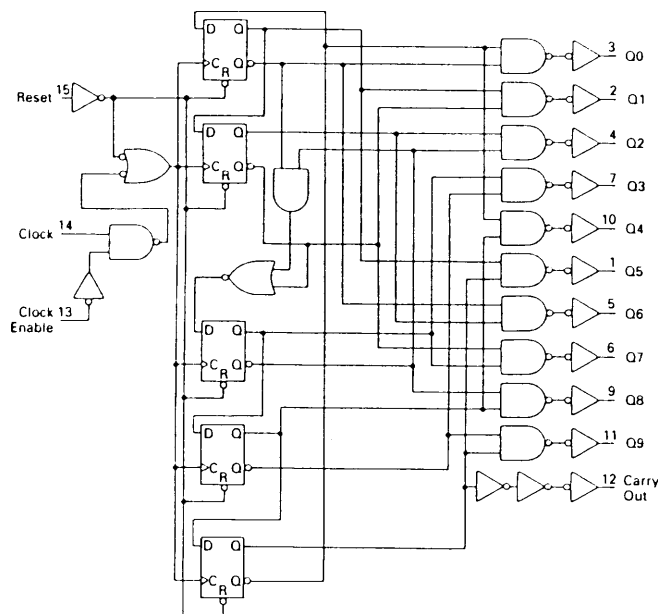 D Q
C Q
R
Reset 15
D Q
C Q
R
Clock 14
Clock 13
Enable
D Q
C Q
R
D Q
C Q
R
D Q
C Q
R
3 Q0
2 Q1
4 Q2
7 Q3
10 Q4
1 Q5
5 Q6
6 Q7
9 Q8
11 Q9
12 Carry
Out